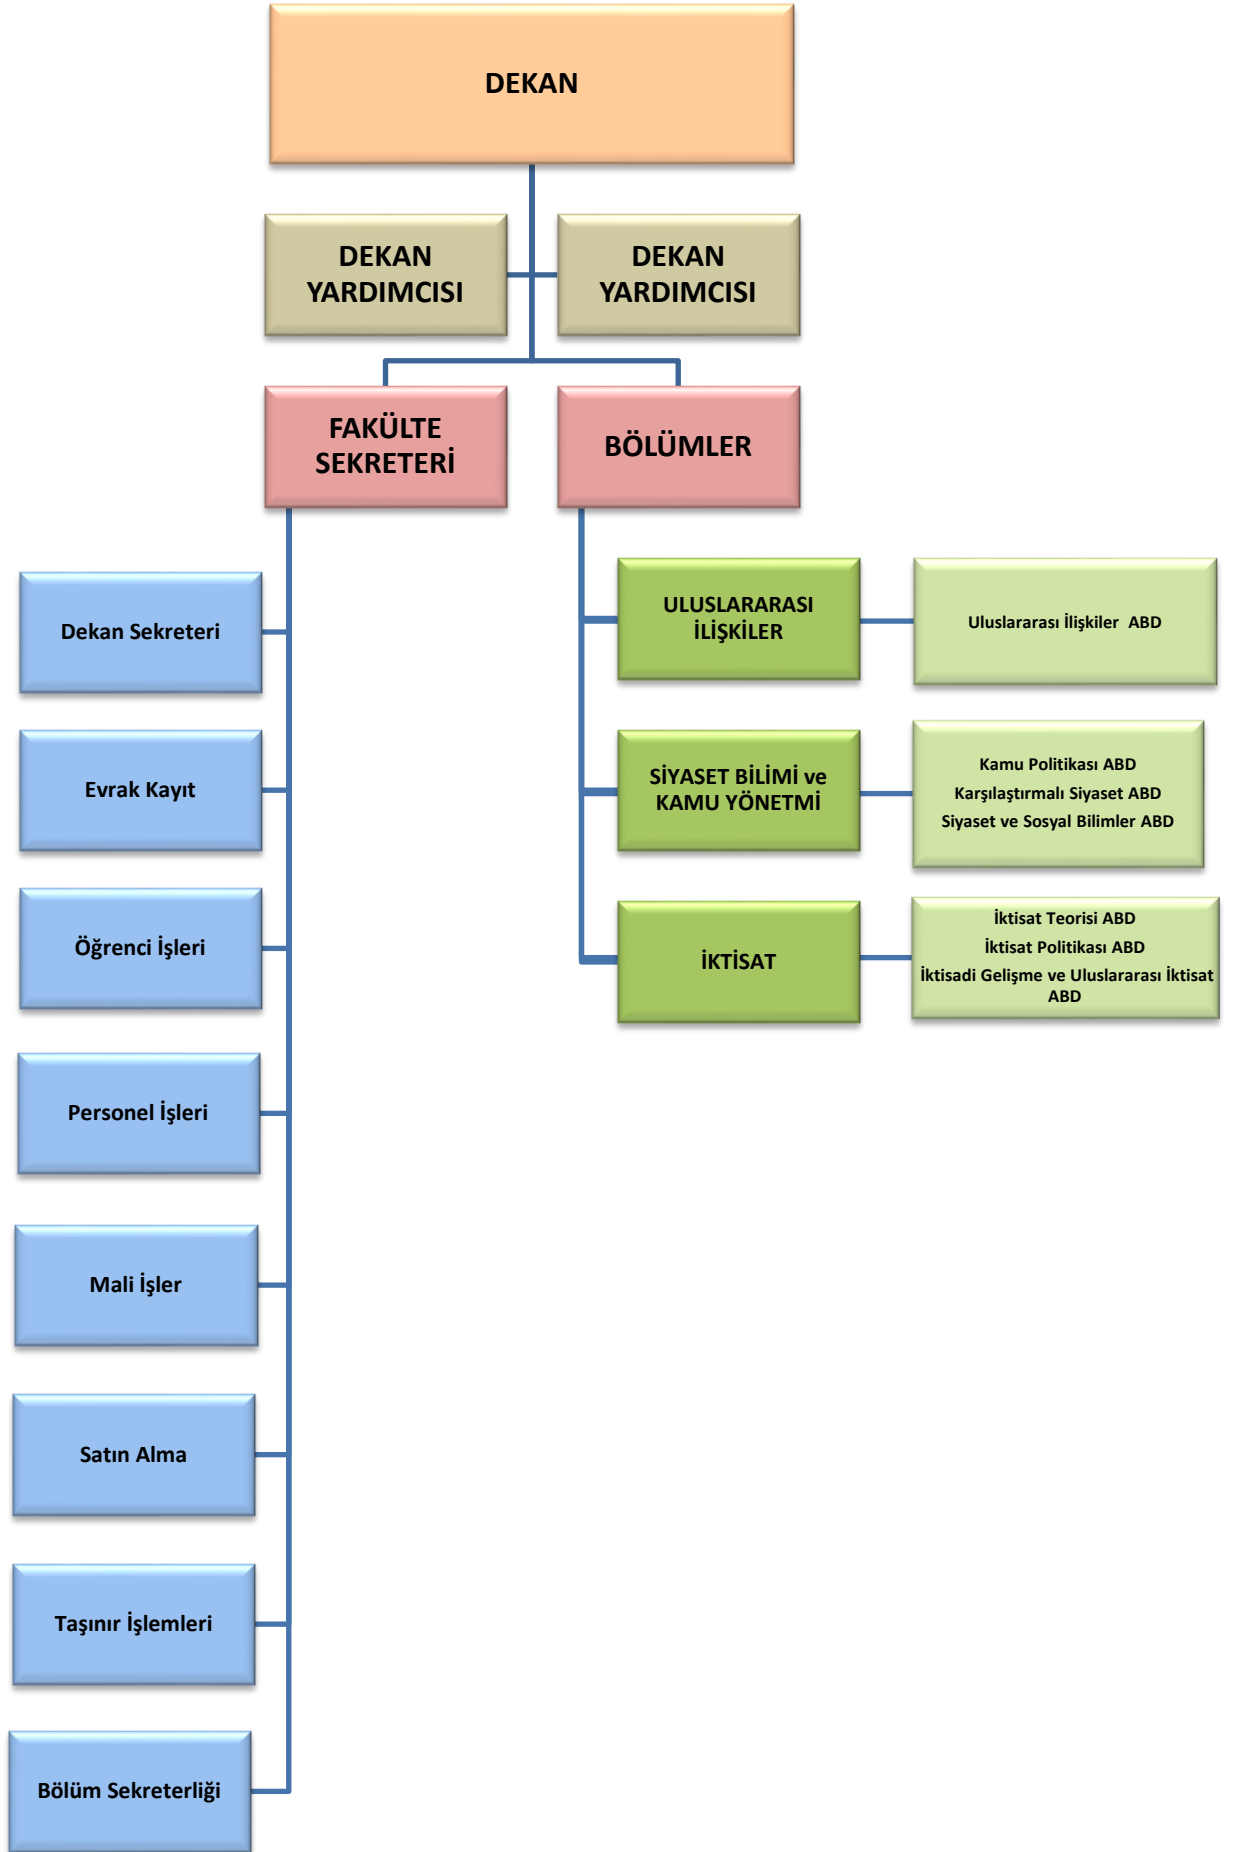 DEKAN
DEKAN
YARDIMCISI
DEKAN
YARDIMCISI
FAKÜLTE
SEKRETERİ
BÖLÜMLER
Dekan Sekreteri
Evrak Kayıt
Öğrenci İşleri
Personel İşleri
Mali İşler
Satın Alma
Taşınır İşlemleri
Bölüm Sekreterliği
ULUSLARARASI
İLİŞKİLER
Uluslararası İlişkiler ABD
SİYASET BİLİMİ ve
KAMU YÖNETMİ
Kamu Politikası ABD
Karşılaştırmalı Siyaset ABD
Siyaset ve Sosyal Bilimler ABD
İKTİSAT
İktisat Teorisi ABD
İktisat Politikası ABD
İktisadi Gelişme ve Uluslararası İktisat
ABD